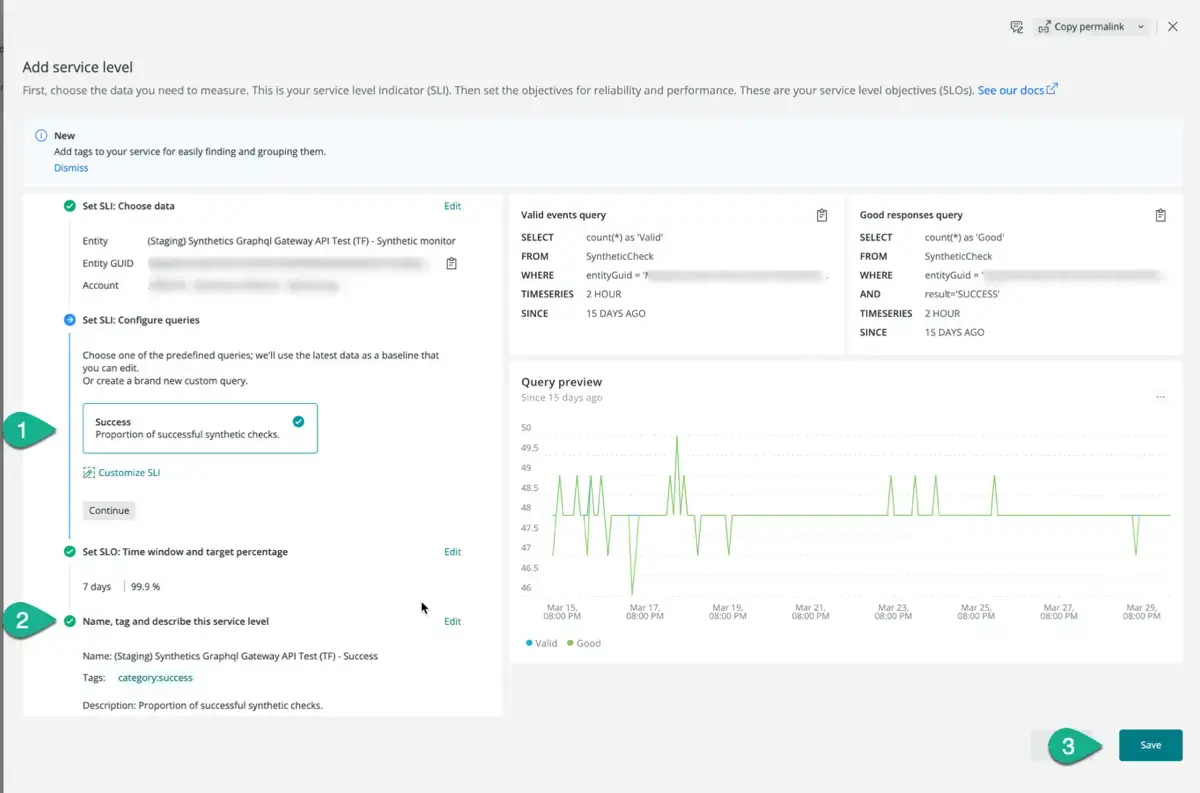 Copy permalink
Add service level
First, choose the data you need to measure. This is your service level indicator (SLI). Then set the objectives for reliability and performance. These are your service level objectives (SLOs). See our docs
New
Add tags to your service for easily finding and grouping them.
Dismiss
Set SLI: Choose data
Edit
Entity (Staging) Synthetics Graphql Gateway API Test (TF) - Synthetic monitor
Entity GUID
Account
Set SLI: Configure queries
Choose one of the predefined queries; we'll use the latest data as a baseline that
you can edit.
Or create a brand new custom query.
1
Success
Proportion of successful synthetic checks.
Customize SLI
Continue
Set SLO: Time window and target percentage
Edit
7 days 99.9 %
2
Name, tag and describe this service level
Edit
Name: (Staging) Synthetics Graphql Gateway API Test (TF) - Success
Tags: category:success
Description: Proportion of successful synthetic checks.
Valid events query
SELECT count(*) as 'Valid'
FROM SyntheticCheck
WHERE entityGuid = '
TIMESERIES 2 HOUR
SINCE 15 DAYS AGO
Good responses query
SELECT count(*) as 'Good'
FROM SyntheticCheck
WHERE entityGuid = '
AND result='SUCCESS'
TIMESERIES 2 HOUR
SINCE 15 DAYS AGO
Query preview
Since 15 days ago
50
49.5
49
48.5
48
47.5
47
46.5
46
Mar 15, Mar 17, Mar 19, Mar 21, Mar 23, Mar 25, Mar 27, Mar 29,
08:00 PM 08:00 PM 08:00 PM 08:00 PM 08:00 PM 08:00 PM 08:00 PM 08:00 PM
Valid Good
3
Save